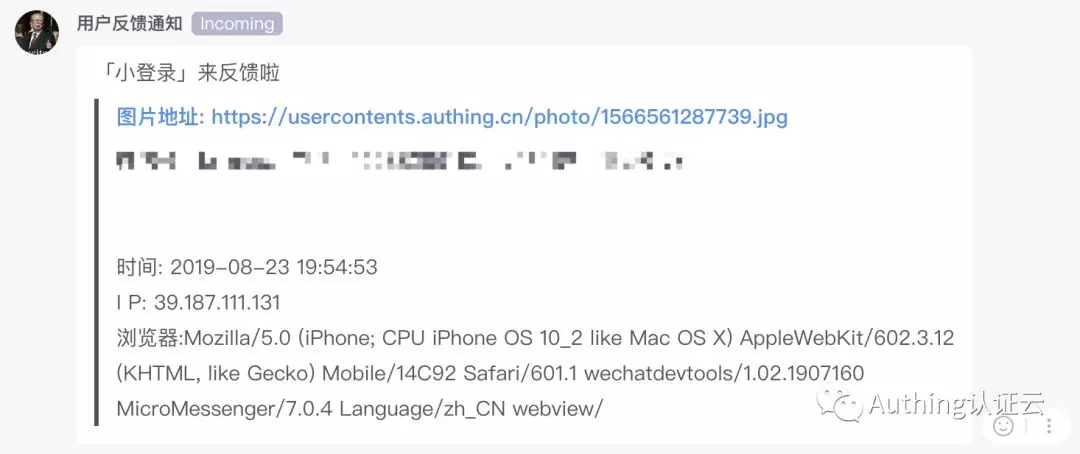 用户反馈通知 Incoming
「小登录」来反馈啦
图片地址: https://usercontents.authing.cn/photo/1566561287739.jpg
时间: 2019-08-23 19:54:53
I P: 39.187.111.131
浏览器:Mozilla/5.0 (iPhone; CPU iPhone OS 10_2 like Mac OS X) AppleWebKit/602.3.12
(KHTML, like Gecko) Mobile/14C92 Safari/601.1 wechatdevtools/1.02.1907160
MicroMessenger/7.0.4 Language/zh_CN webview/
Authing认证云